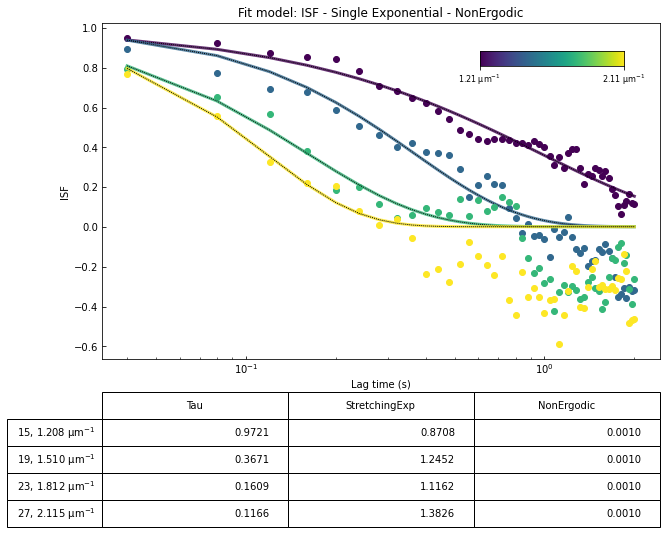 Fit model: ISF - Single Exponential - NonErgodic
1.0
0.8
0.6
0.4
0.2
0.0
−0.2
−0.4
−0.6
ISF
1.21 μm⁻¹ 2.11 μm⁻¹
10⁻¹ 10⁰
Lag time (s)
Tau StretchingExp NonErgodic
15, 1.208 μm⁻¹ 0.9721 0.8708 0.0010
19, 1.510 μm⁻¹ 0.3671 1.2452 0.0010
23, 1.812 μm⁻¹ 0.1609 1.1162 0.0010
27, 2.115 μm⁻¹ 0.1166 1.3826 0.0010